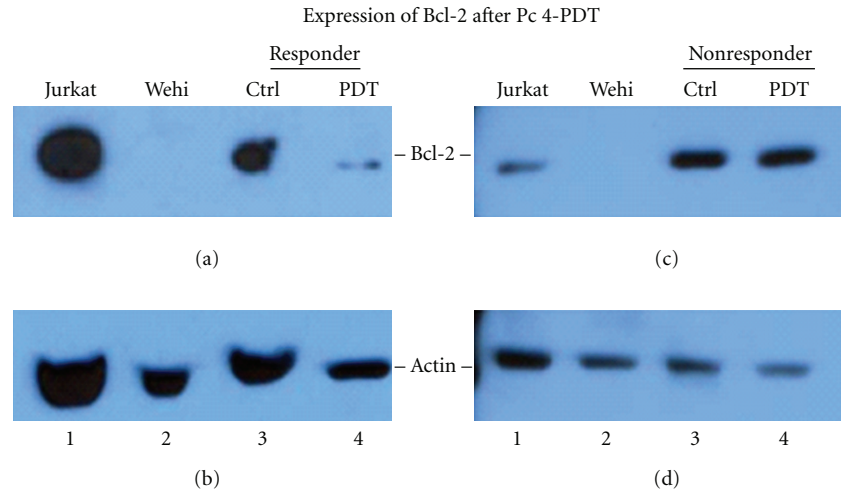 Expression of Bcl-2 after Pc 4-PDT
Responder
Nonresponder
Jurkat Wehi Ctrl PDT
Jurkat Wehi Ctrl PDT
– Bcl-2 –
(a)
(c)
– Actin –
1 2 3 4
1 2 3 4
(b)
(d)